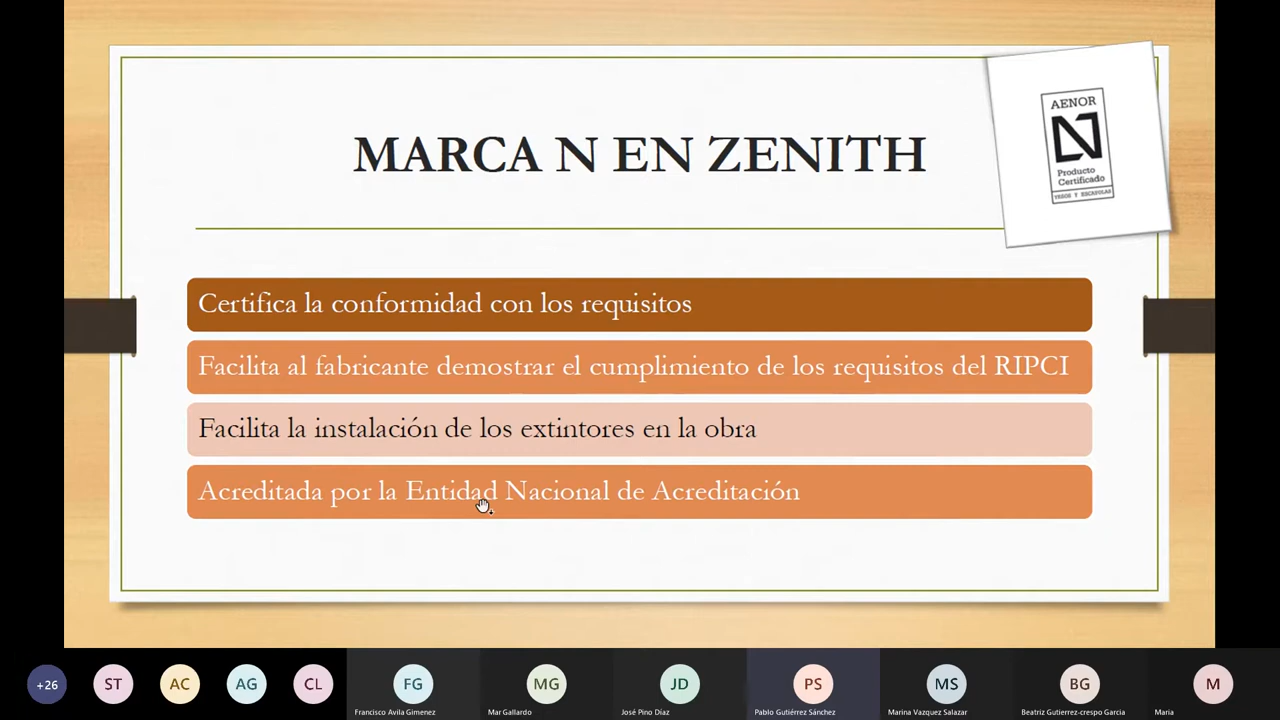 MARCA N EN ZENITH
AENOR
N
Producto
Certificado
YESOS Y ESCAYOLAS
Certifica la conformidad con los requisitos
Facilita al fabricante demostrar el cumplimiento de los requisitos del RIPCI
Facilita la instalación de los extintores en la obra
Acreditada por la Entidad Nacional de Acreditación
+26
ST
AC
AG
CL
FG
MG
JD
PS
MS
BG
M
Francisco Avila Gimenez
Mar Gallardo
José Pino Díaz
Pablo Gutiérrez Sánchez
Marina Vazquez Salazar
Beatriz Gutierrez-crespo Garcia
Maria